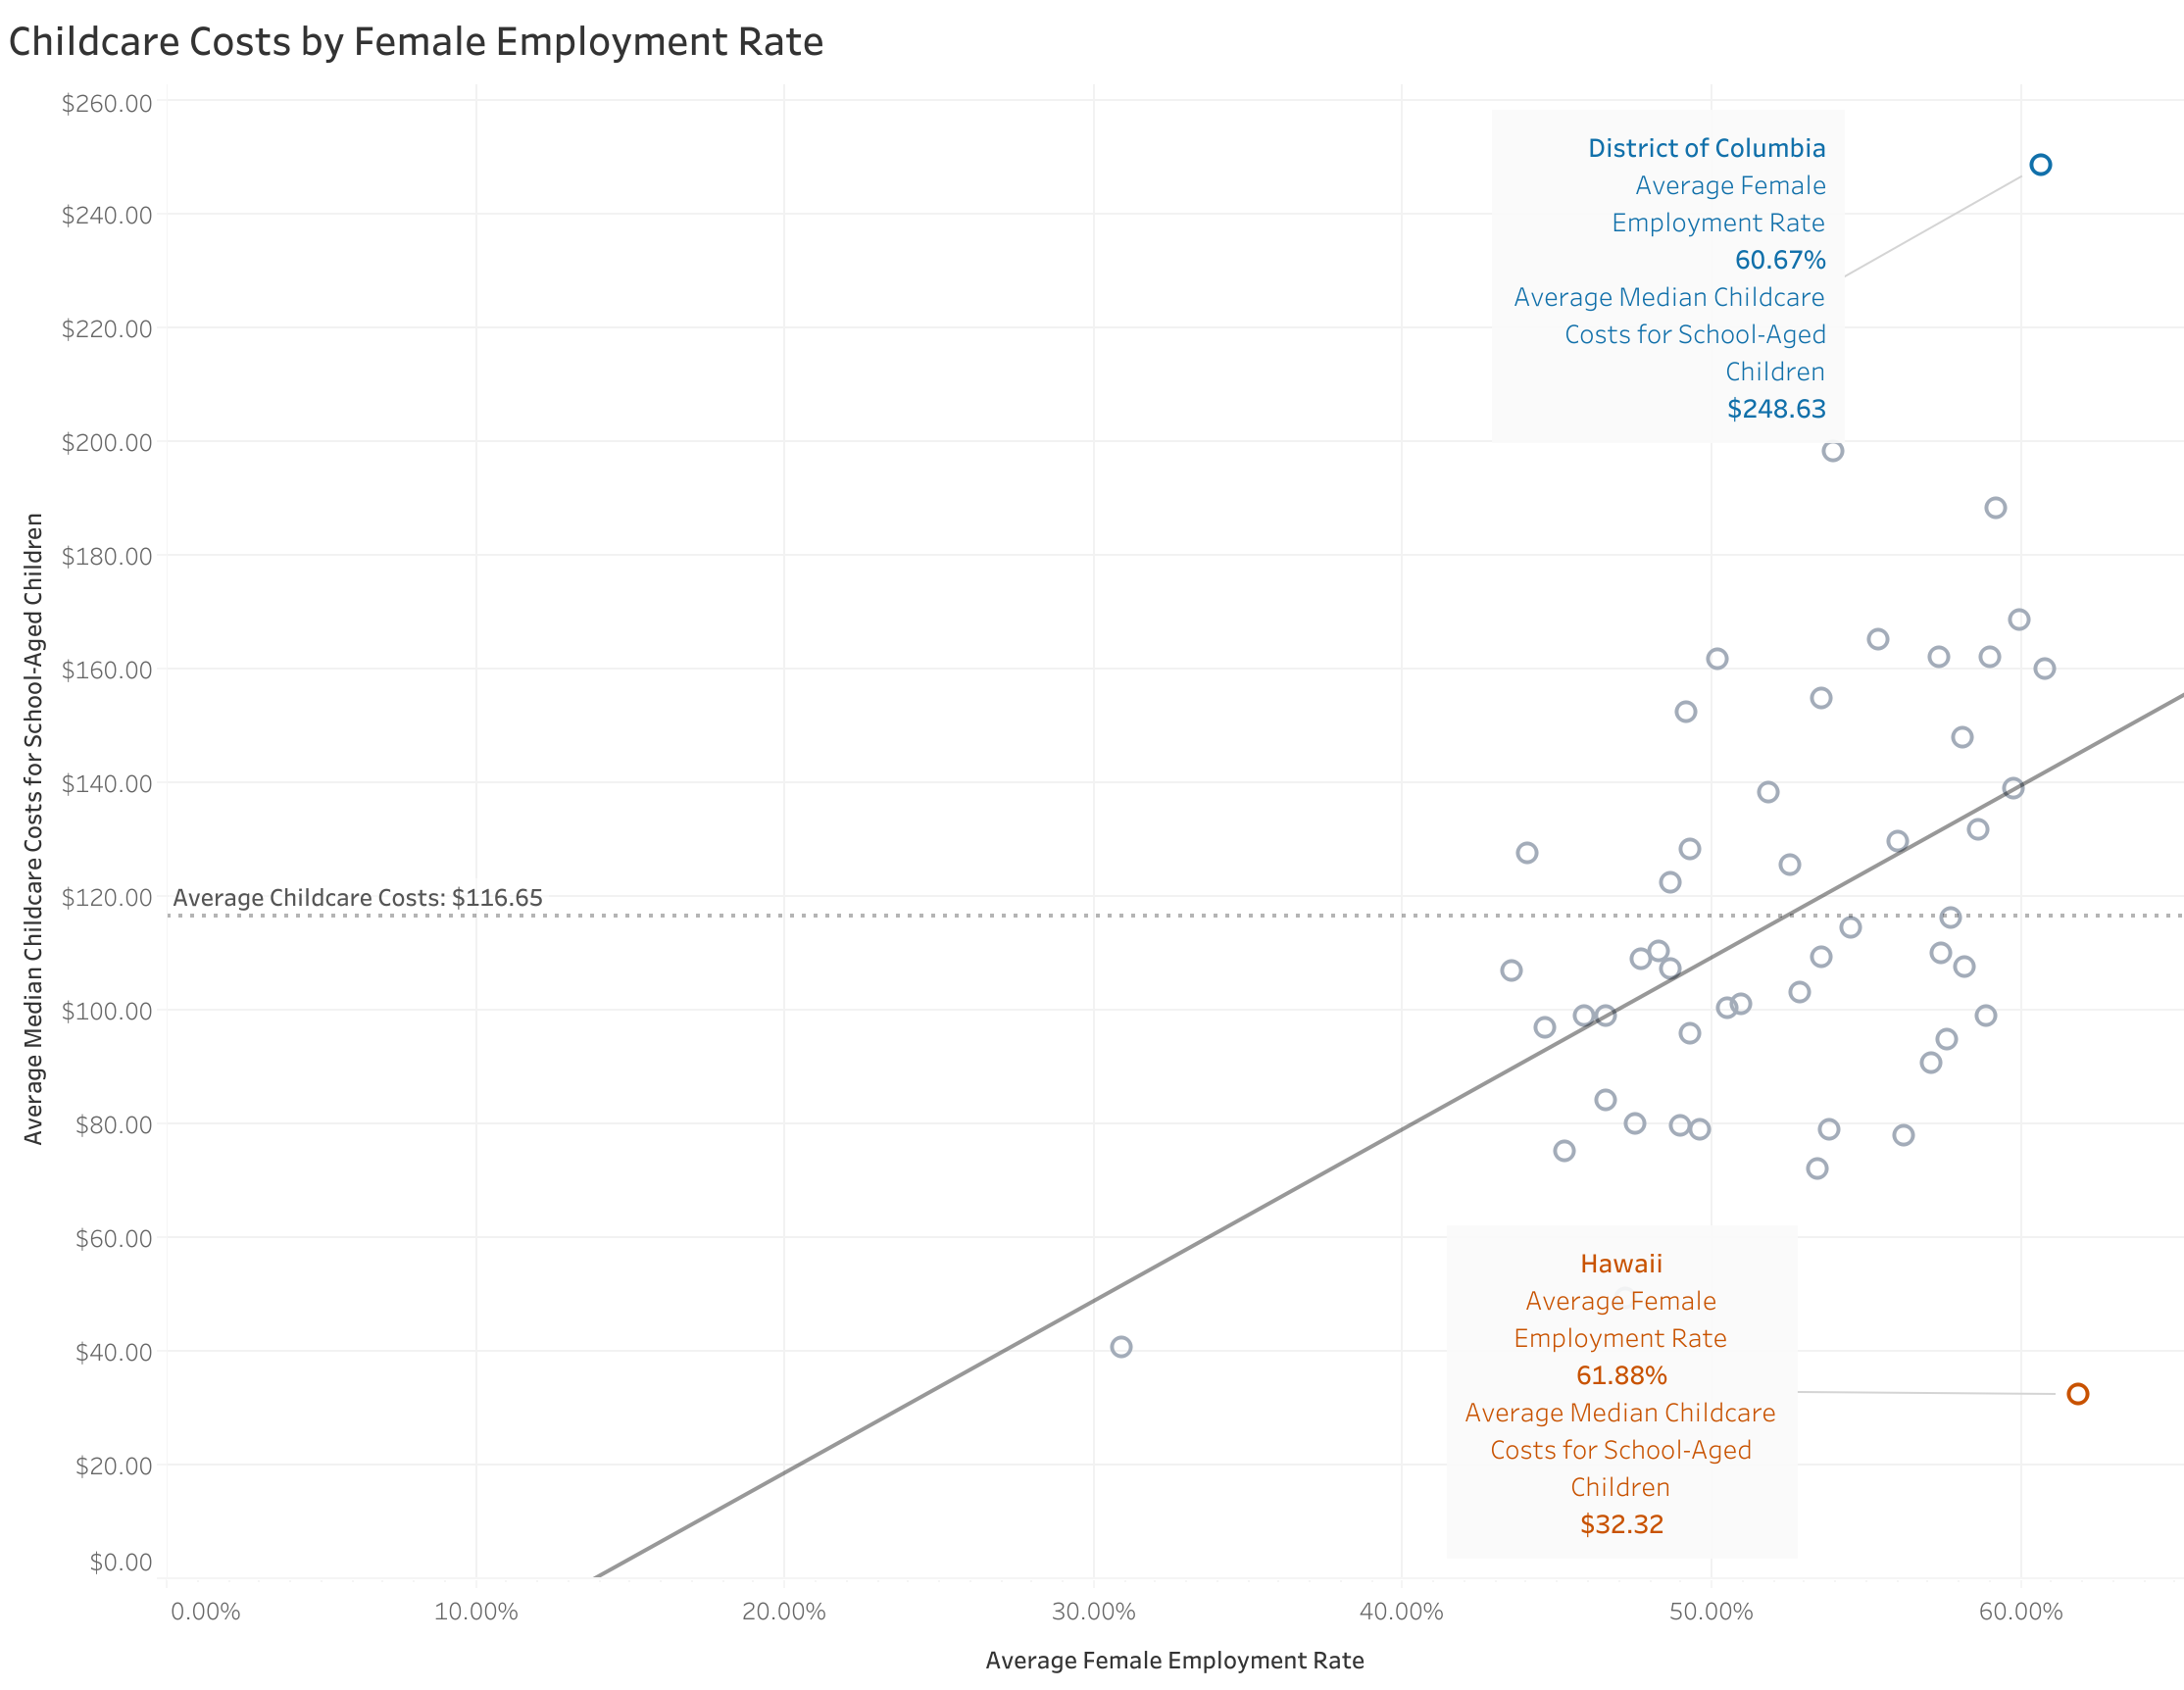 Childcare Costs by Female Employment Rate
$260.00
$240.00
$220.00
$200.00
$180.00
$160.00
$140.00
$120.00
$100.00
$80.00
$60.00
$40.00
$20.00
$0.00
Average Median Childcare Costs for School-Aged Children
District of Columbia
Average Female
Employment Rate
60.67%
Average Median Childcare
Costs for School-Aged
Children
$248.63
Average Childcare Costs: $116.65
Hawaii
Average Female
Employment Rate
61.88%
Average Median Childcare
Costs for School-Aged
Children
$32.32
0.00%
10.00%
20.00%
30.00%
40.00%
50.00%
60.00%
Average Female Employment Rate